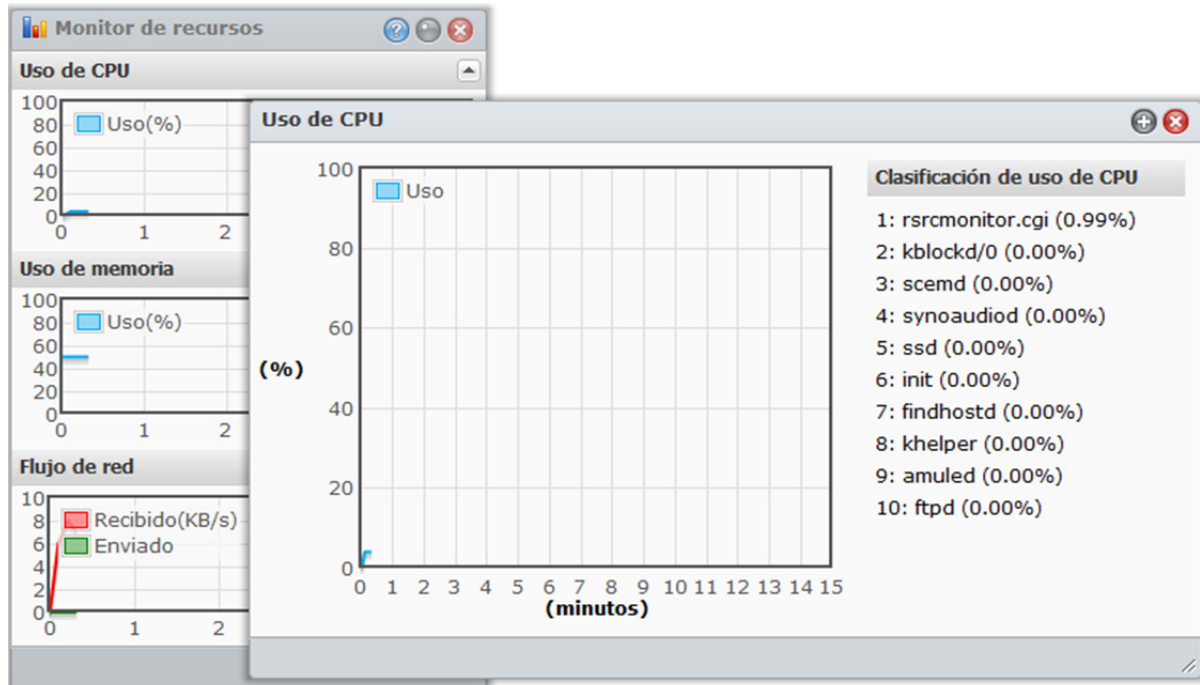 Monitor de recursos
Uso de CPU
100
80
60
40
20
0
Uso(%)
0 1 2
Uso de memoria
100
80
60
40
20
0
Uso(%)
0 1 2
Flujo de red
10
8
6
4
2
0
Recibido(KB/s)
Enviado
0 1 2
Uso de CPU
100
80
60
40
20
0
(%)
Uso
0 1 2 3 4 5 6 7 8 9 10 11 12 13 14 15
(minutos)
Clasificación de uso de CPU
1: rsrcmonitor.cgi (0.99%)
2: kblockd/0 (0.00%)
3: scemd (0.00%)
4: synoaudiod (0.00%)
5: ssd (0.00%)
6: init (0.00%)
7: findhostd (0.00%)
8: khelper (0.00%)
9: amuled (0.00%)
10: ftpd (0.00%)